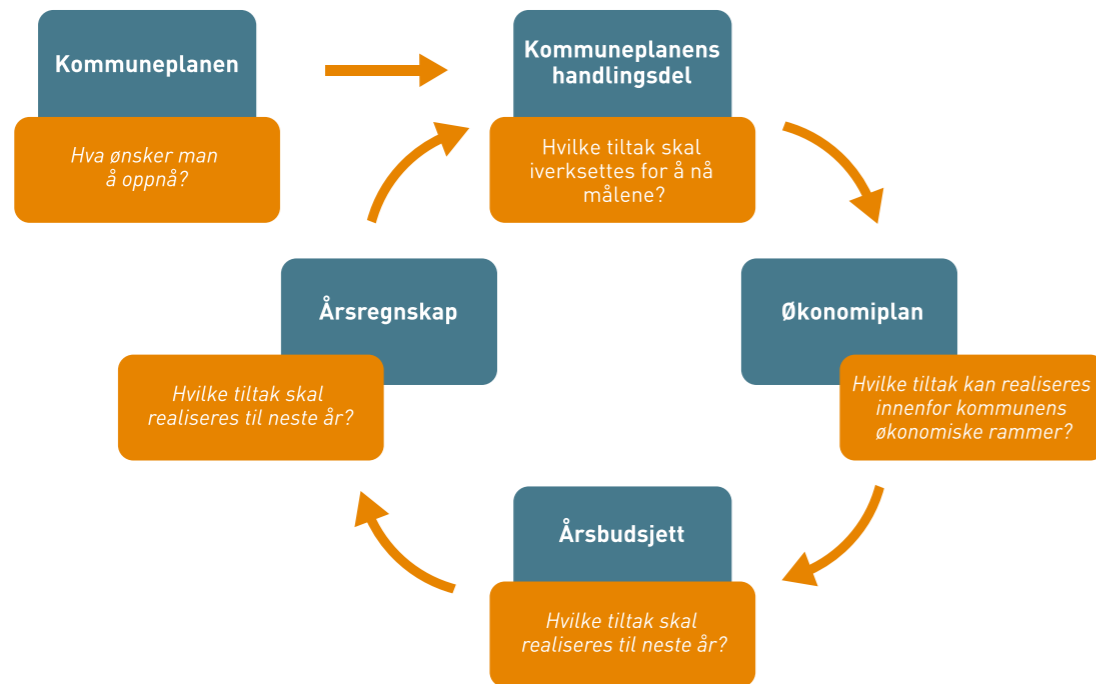 Kommuneplanen
Hva ønsker man
å oppnå?
Kommuneplanens
handlingsdel
Hvilke tiltak skal
iverksettes for å nå
målene?
Årsregnskap
Hvilke tiltak skal
realiseres til neste år?
Økonomiplan
Hvilke tiltak kan realiseres
innenfor kommunens
økonomiske rammer?
Årsbudsjett
Hvilke tiltak skal
realiseres til neste år?